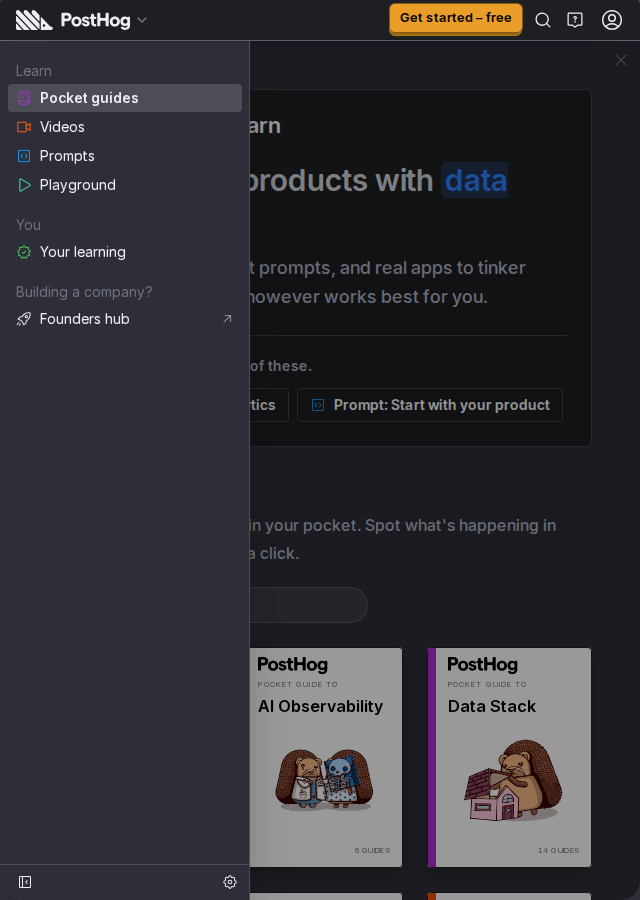 PostHog
Get started – free
Learn
Pocket guides
Videos
Prompts
Playground
You
Your learning
Building a company?
Founders hub
arn
products with data
t prompts, and real apps to tinker
however works best for you.
of these.
tics
Prompt: Start with your product
in your pocket. Spot what's happening in
a click.
PostHog
POCKET GUIDE TO
AI Observability
6 GUIDES
PostHog
POCKET GUIDE TO
Data Stack
14 GUIDES